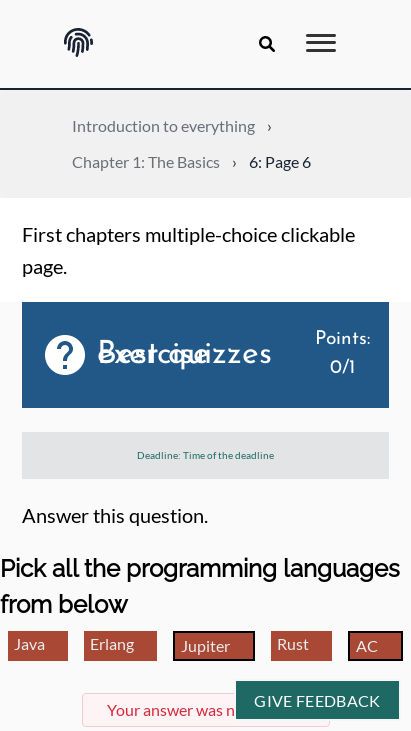 Introduction to everything ›
Chapter 1: The Basics › 6: Page 6
First chapters multiple-choice clickable
page.
Exercise
Best quizzes
Points:
0/1
Deadline: Time of the deadline
Answer this question.
Pick all the programming languages
from below
Java Erlang Jupiter Rust AC
Your answer was n
GIVE FEEDBACK